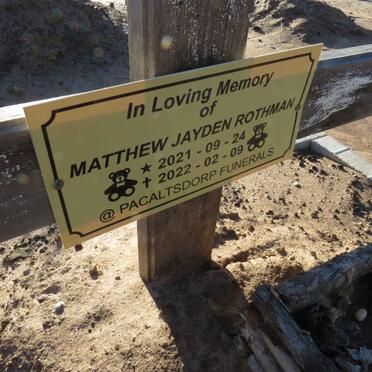 In Loving Memory
of
MATTHEW JAYDEN ROTHMAN
★ 2021 - 09 - 24
✝ 2022 - 02 - 09
@ PACALTSDORP FUNERALS